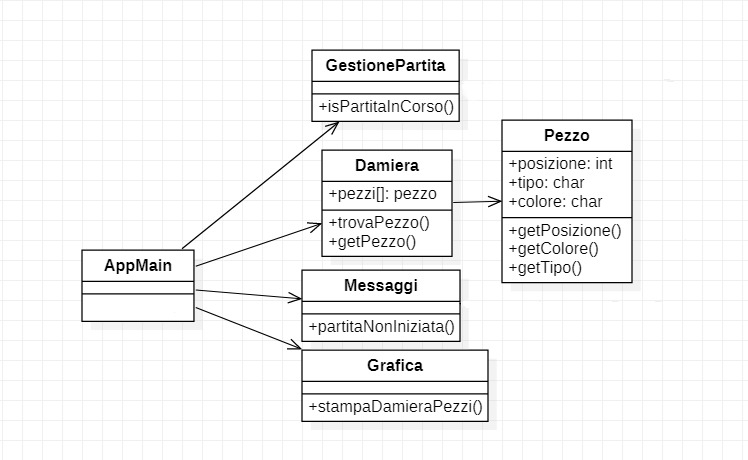 GestionePartita
+isPartitaInCorso()
Damiera
+pezzi[]: pezzo
+trovaPezzo()
+getPezzo()
Pezzo
+posizione: int
+tipo: char
+colore: char
+getPosizione()
+getColore()
+getTipo()
AppMain
Messaggi
+partitaNonIniziata()
Grafica
+stampaDamieraPezzi()